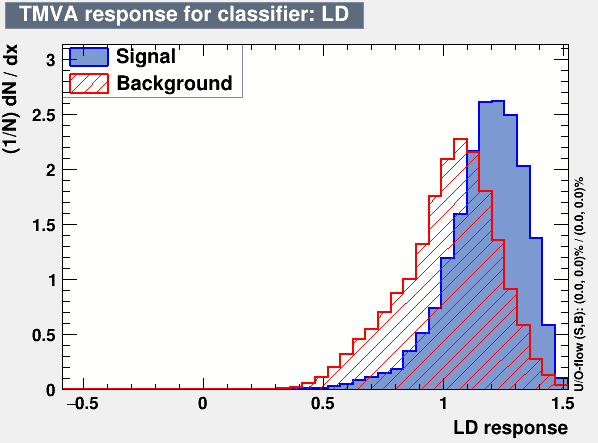 TMVA response for classifier: LD
Signal
Background
(1/N) dN / dx
3
2.5
2
1.5
1
0.5
0
−0.5 0 0.5 1 1.5
LD response
U/O-flow (S,B): (0.0, 0.0)% / (0.0, 0.0)%